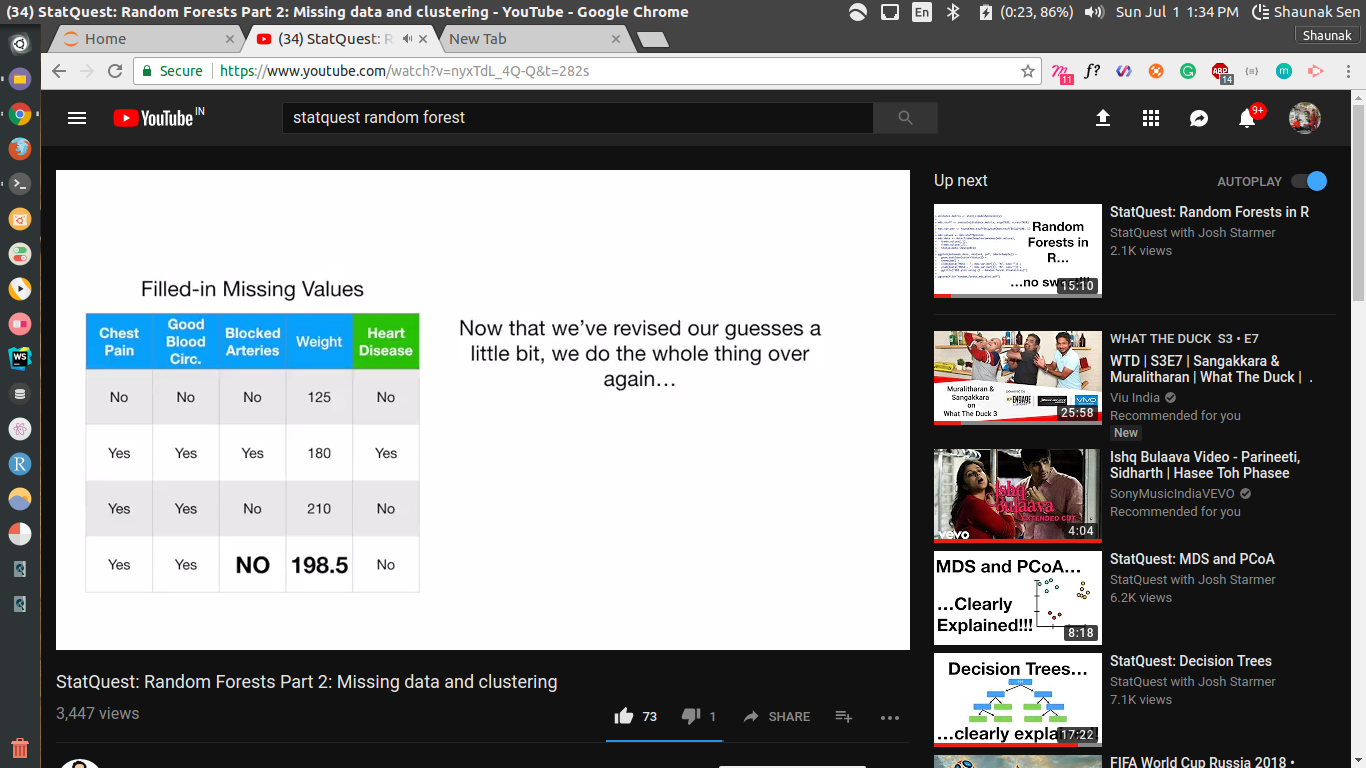 (34) StatQuest: Random Forests Part 2: Missing data and clustering - YouTube - Google Chrome
En
(0:23, 86%)
Sun Jul 1 1:34 PM
Shaunak Sen
Shaunak
Home
(34) StatQuest: R
New Tab
Secure
https://www.youtube.com/watch?v=nyxTdL_4Q-Q&t=282s
11
f?
ABP
14
m
YouTube IN
statquest random forest
9+
Filled-in Missing Values
Chest Pain
Good Blood Circ.
Blocked Arteries
Weight
Heart Disease
No No No 125 No
Yes Yes Yes 180 Yes
Yes Yes No 210 No
Yes Yes NO 198.5 No
Now that we've revised our guesses a
little bit, we do the whole thing over
again…
StatQuest: Random Forests Part 2: Missing data and clustering
3,447 views
73
1
SHARE
Up next
AUTOPLAY
Random
Forests in
R…
15:10
StatQuest: Random Forests in R
StatQuest with Josh Starmer
2.1K views
Muralitharan &
Sangakkara
on
What The Duck 3
ENGAGE
vivo
25:58
WHAT THE DUCK S3 • E7
WTD | S3E7 | Sangakkara &
Muralitharan | What The Duck | .
Viu India
Recommended for you
New
Ishq
Bulaava
EXTENDED CUT
vevo
4:04
Ishq Bulaava Video - Parineeti,
Sidharth | Hasee Toh Phasee
SonyMusicIndiaVEVO
Recommended for you
MDS and PCoA…
…Clearly
Explained!!!
8:18
StatQuest: MDS and PCoA
StatQuest with Josh Starmer
6.2K views
Decision Trees…
…clearly
17:22
StatQuest: Decision Trees
StatQuest with Josh Starmer
7.1K views
FIFA World Cup Russia 2018 •
WS
R